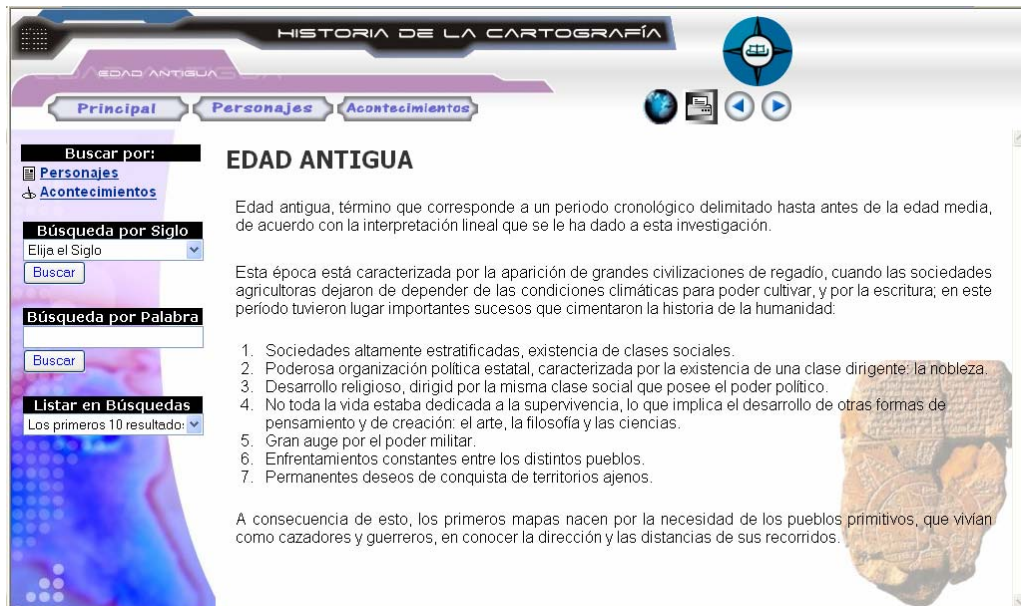 HISTORIA DE LA CARTOGRAFÍA
EDAD ANTIGUA
Principal
Personajes
Acontecimientos
Buscar por:
Personajes
Acontecimientos
Búsqueda por Siglo
Elija el Siglo
Buscar
Búsqueda por Palabra
Buscar
Listar en Búsquedas
Los primeros 10 resultado:
EDAD ANTIGUA
Edad antigua, término que corresponde a un periodo cronológico delimitado hasta antes de la edad media,
de acuerdo con la interpretación lineal que se le ha dado a esta investigación.
Esta época está caracterizada por la aparición de grandes civilizaciones de regadío, cuando las sociedades
agricultoras dejaron de depender de las condiciones climáticas para poder cultivar, y por la escritura; en este
período tuvieron lugar importantes sucesos que cimentaron la historia de la humanidad:
1. Sociedades altamente estratificadas, existencia de clases sociales.
2. Poderosa organización política estatal, caracterizada por la existencia de una clase dirigente: la nobleza.
3. Desarrollo religioso, dirigid por la misma clase social que posee el poder político.
4. No toda la vida estaba dedicada a la supervivencia, lo que implica el desarrollo de otras formas de
pensamiento y de creación: el arte, la filosofía y las ciencias.
5. Gran auge por el poder militar.
6. Enfrentamientos constantes entre los distintos pueblos.
7. Permanentes deseos de conquista de territorios ajenos.
A consecuencia de esto, los primeros mapas nacen por la necesidad de los pueblos primitivos, que vivían
como cazadores y guerreros, en conocer la dirección y las distancias de sus recorridos.